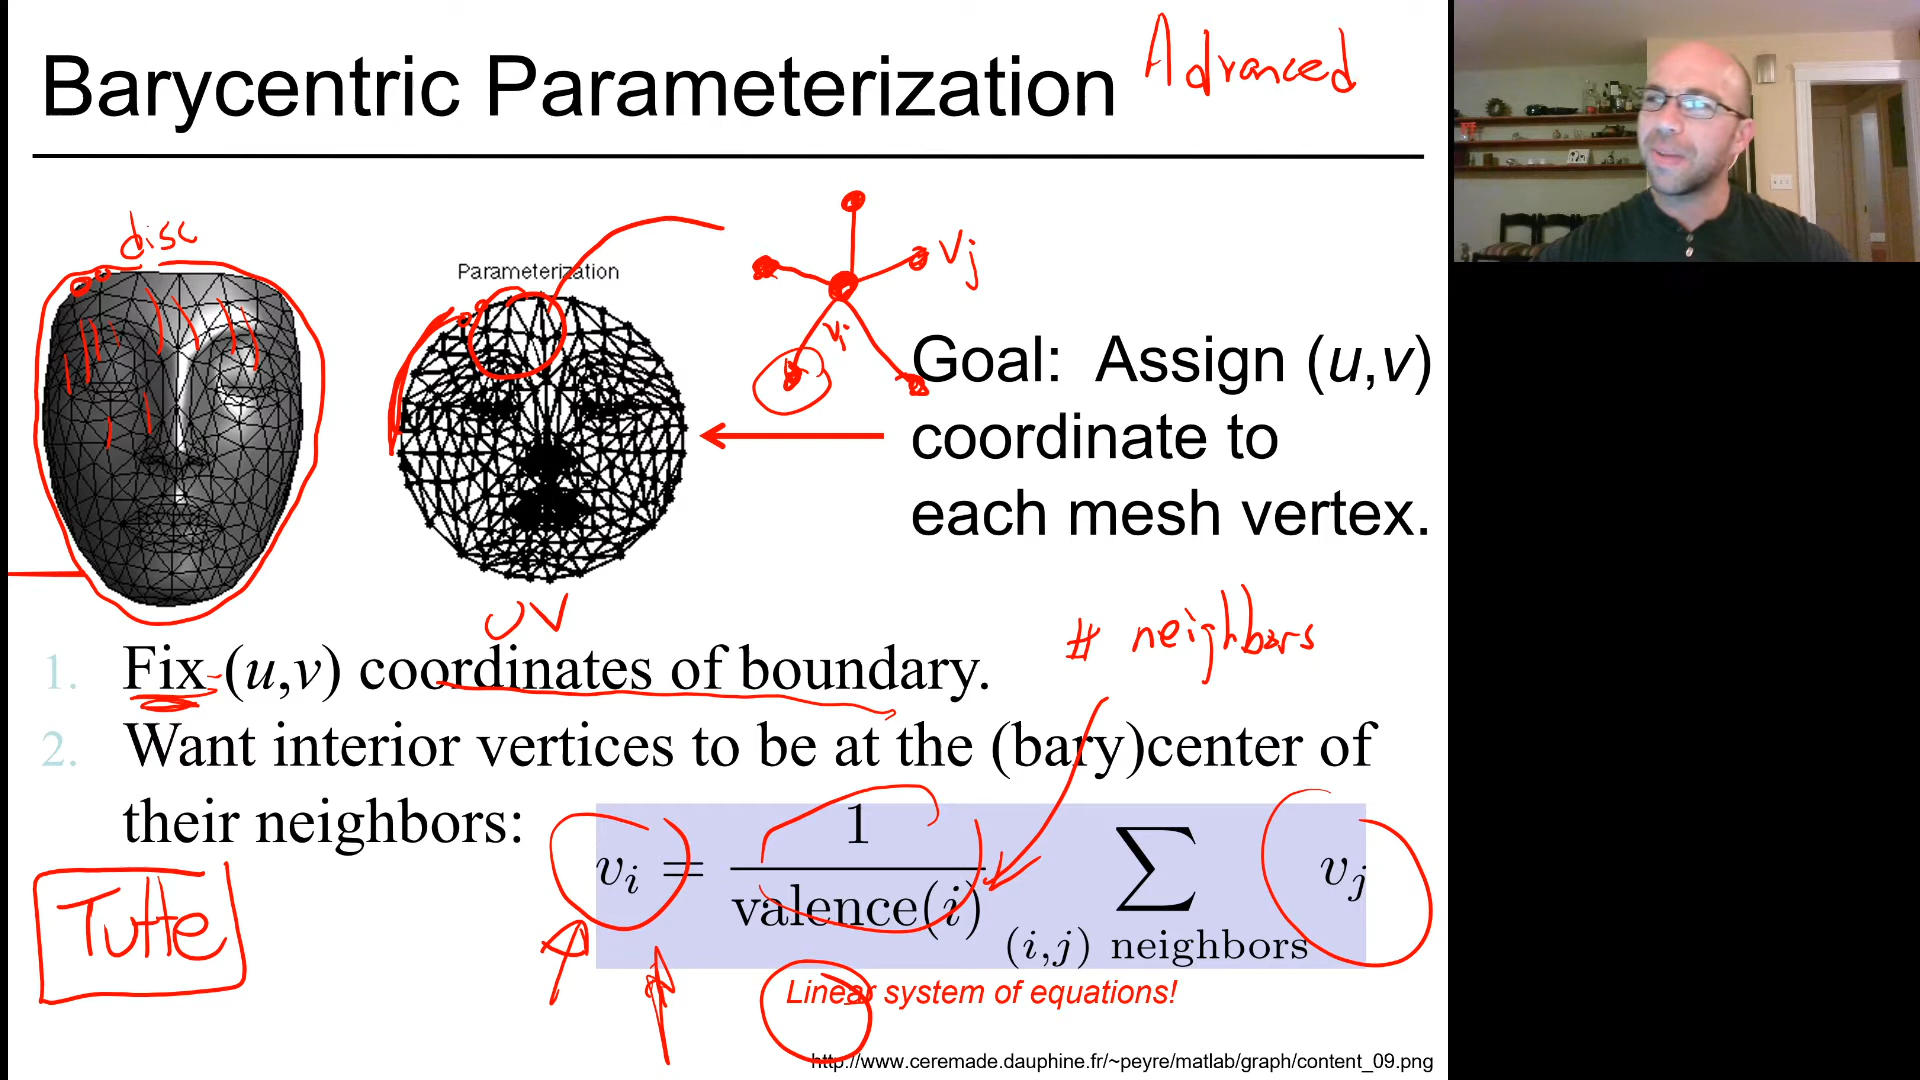 Barycentric Parameterization
Advanced
disc
Parameterization
vj
vi
Goal: Assign (u,v)
coordinate to
each mesh vertex.
UV
# neighbors
1. Fix (u,v) coordinates of boundary.
2. Want interior vertices to be at the (bary)center of
their neighbors:
vi = 1 / valence(i) ∑ (i,j) neighbors vj
Tutte
Linear system of equations!
http://www.ceremade.dauphine.fr/~peyre/matlab/graph/content_09.png